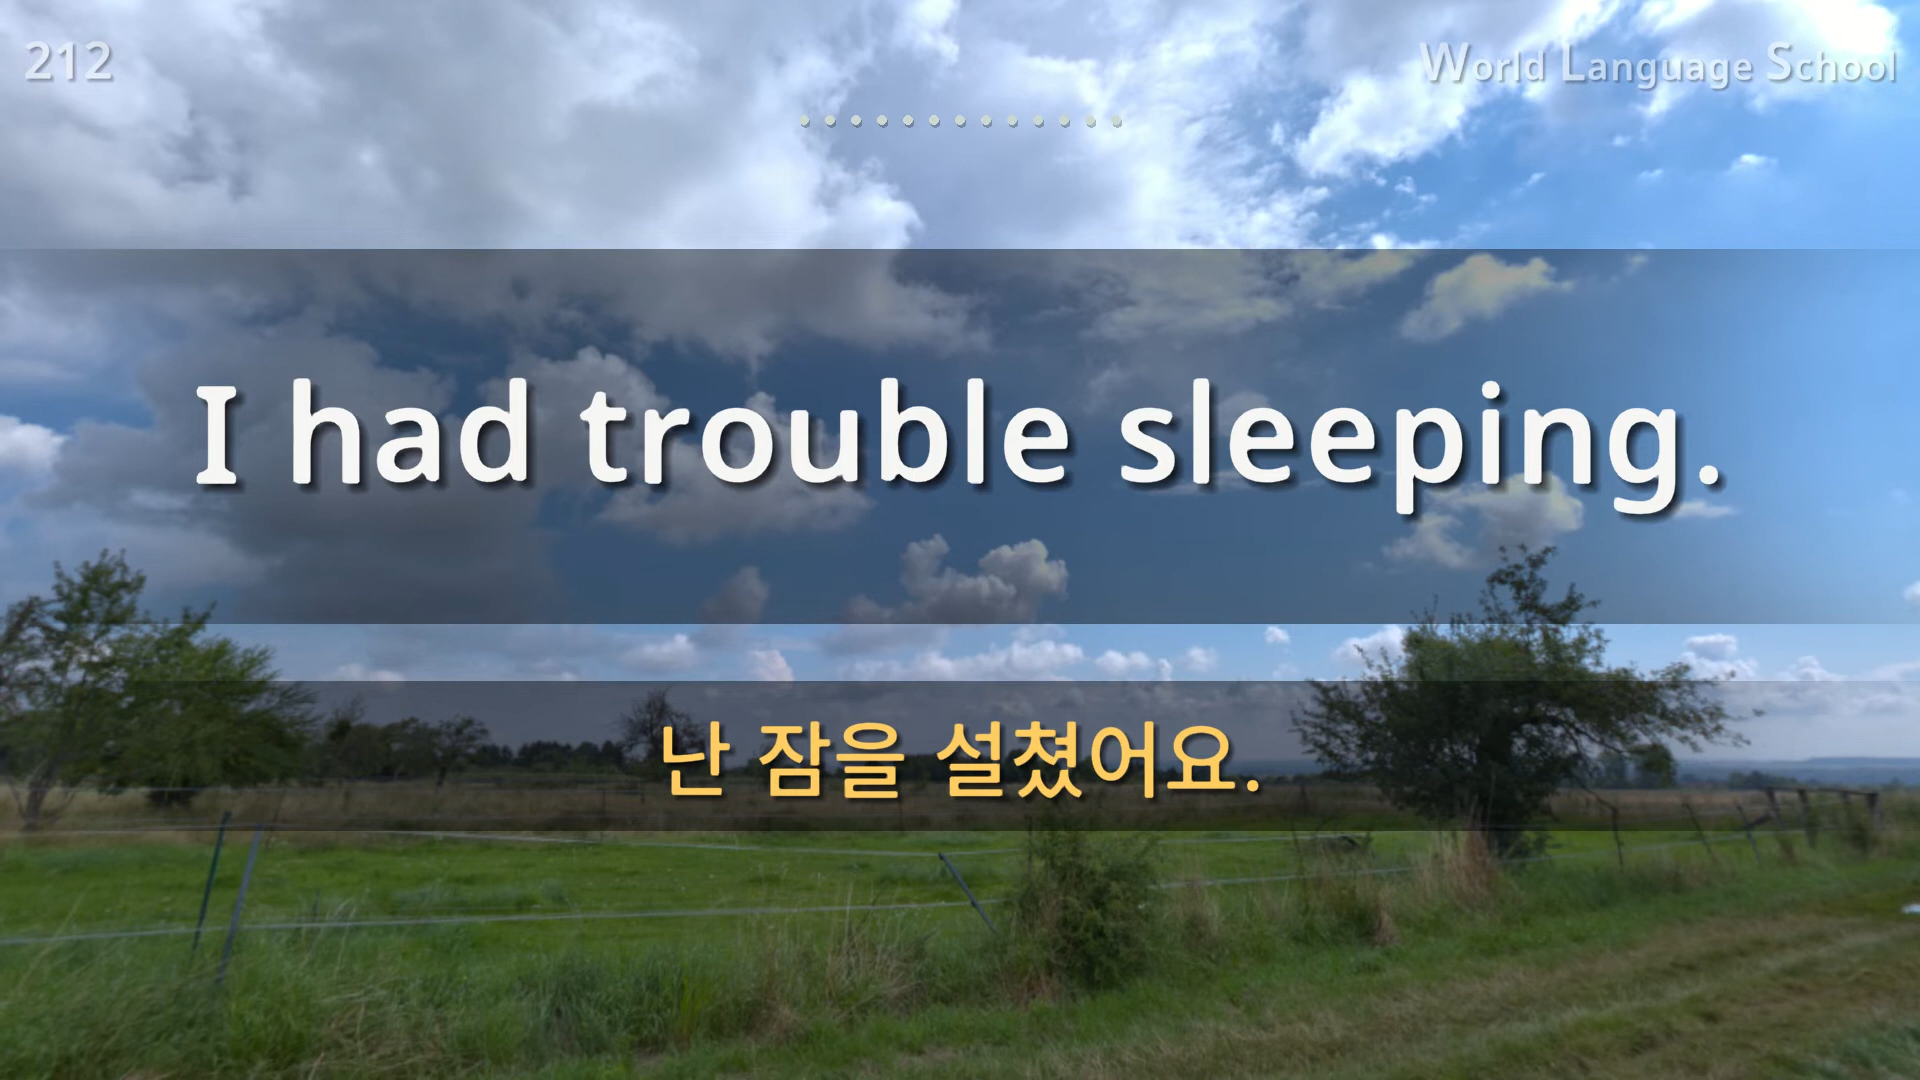 212
World Language School
I had trouble sleeping.
난 잠을 설쳤어요.